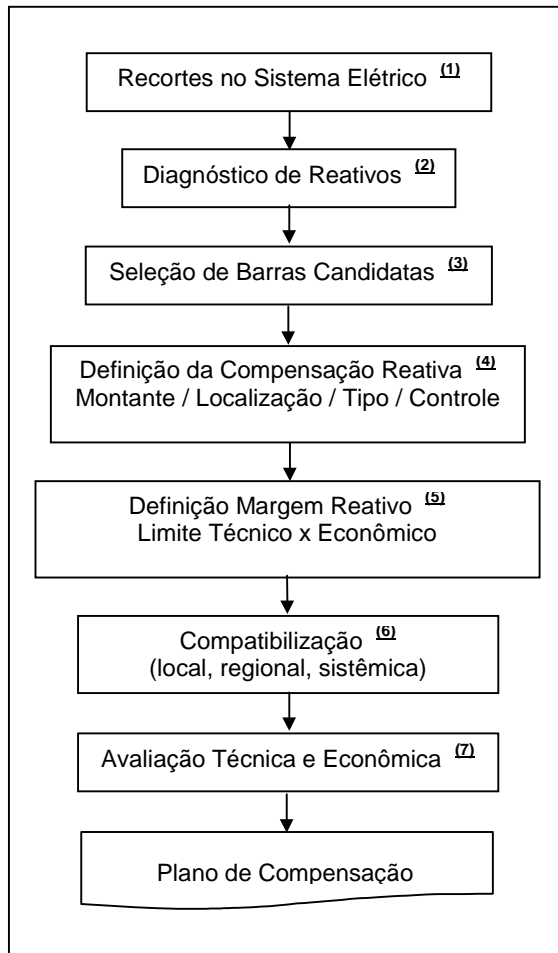 Recortes no Sistema Elétrico (1)
Diagnóstico de Reativos (2)
Seleção de Barras Candidatas (3)
Definição da Compensação Reativa (4)
Montante / Localização / Tipo / Controle
Definição Margem Reativo (5)
Limite Técnico x Econômico
Compatibilização (6)
(local, regional, sistêmica)
Avaliação Técnica e Econômica (7)
Plano de Compensação